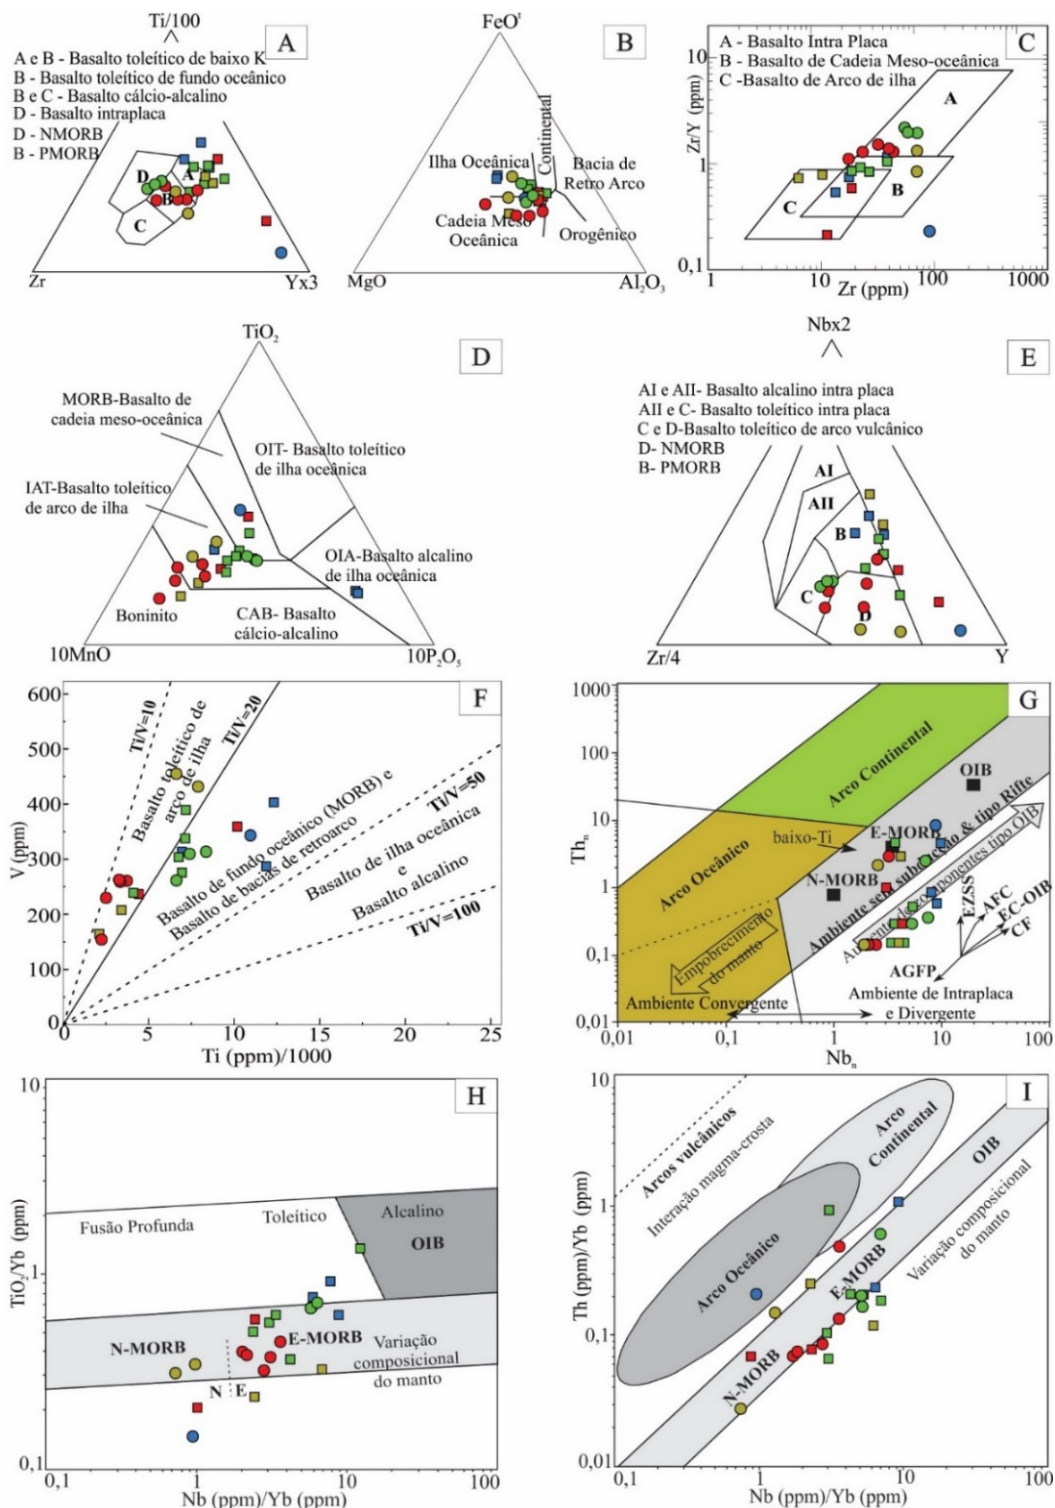 Ti/100
A
A e B - Basalto toleítico de baixo K
B - Basalto toleítico de fundo oceânico
B e C - Basalto cálcio-alcalino
D - Basalto intraplaca
D - NMORB
B - PMORB
D
A
B
C
Zr
Yx3
FeOᵗ
B
Ilha Oceânica
Continental
Bacia de
Retro Arco
Cadeia Meso
Oceânica
Orogênico
MgO
Al₂O₃
C
A - Basalto Intra Placa
B - Basalto de Cadeia Meso-oceânica
C -Basalto de Arco de ilha
Zr/Y (ppm)
10
1
0,1
A
B
C
1
10
100
1000
Zr (ppm)
TiO₂
D
MORB-Basalto de
cadeia meso-oceânica
OIT- Basalto toleítico
de ilha oceânica
IAT-Basalto toleítico
de arco de ilha
OIA-Basalto alcalino
de ilha oceânica
Boninito
CAB- Basalto
cálcio-alcalino
10MnO
10P₂O₅
Nbx2
E
AI e AII- Basalto alcalino intra placa
AII e C- Basalto toleítico intra placa
C e D-Basalto toleítico de arco vulcânico
D- NMORB
B- PMORB
AI
AII
B
C
D
Zr/4
Y
F
V (ppm)
600
500
400
300
200
100
0
Ti/V=10
Basalto toleítico de
arco de ilha
Ti/V=20
Basalto de fundo oceânico (MORB) e
Basalto de bacias de retroarco
Ti/V=50
Basalto de ilha oceânica
e
Basalto alcalino
Ti/V=100
0
5
10
15
20
25
Ti (ppm)/1000
G
Thₙ
1000
100
10
1
0,1
0,01
Arco Continental
Arco Oceânico
OIB
E-MORB
baixo-Ti
N-MORB
Ambiente sem subducção & tipo Rifte
Aumento de componentes tipo OIB
Empobrecimento
do manto
EZSS
AFC
EC-OIB
CF
AGFP
Ambiente Convergente
Ambiente de Intraplaca
e Divergente
0,01
0,1
1
10
100
Nbₙ
H
TiO₂/Yb (ppm)
10
1
0,1
Fusão Profunda
Toleítico
Alcalino
OIB
N-MORB
E-MORB
Variação
composicional
do manto
N
E
0,1
1
10
100
Nb (ppm)/Yb (ppm)
I
Th (ppm)/Yb (ppm)
10
1
0,1
0,01
Arcos vulcânicos
Interação magma-crosta
Arco
Continental
OIB
Arco Oceânico
E-MORB
Variação composicional
do manto
N-MORB
0,1
1
10
100
Nb (ppm)/Yb (ppm)